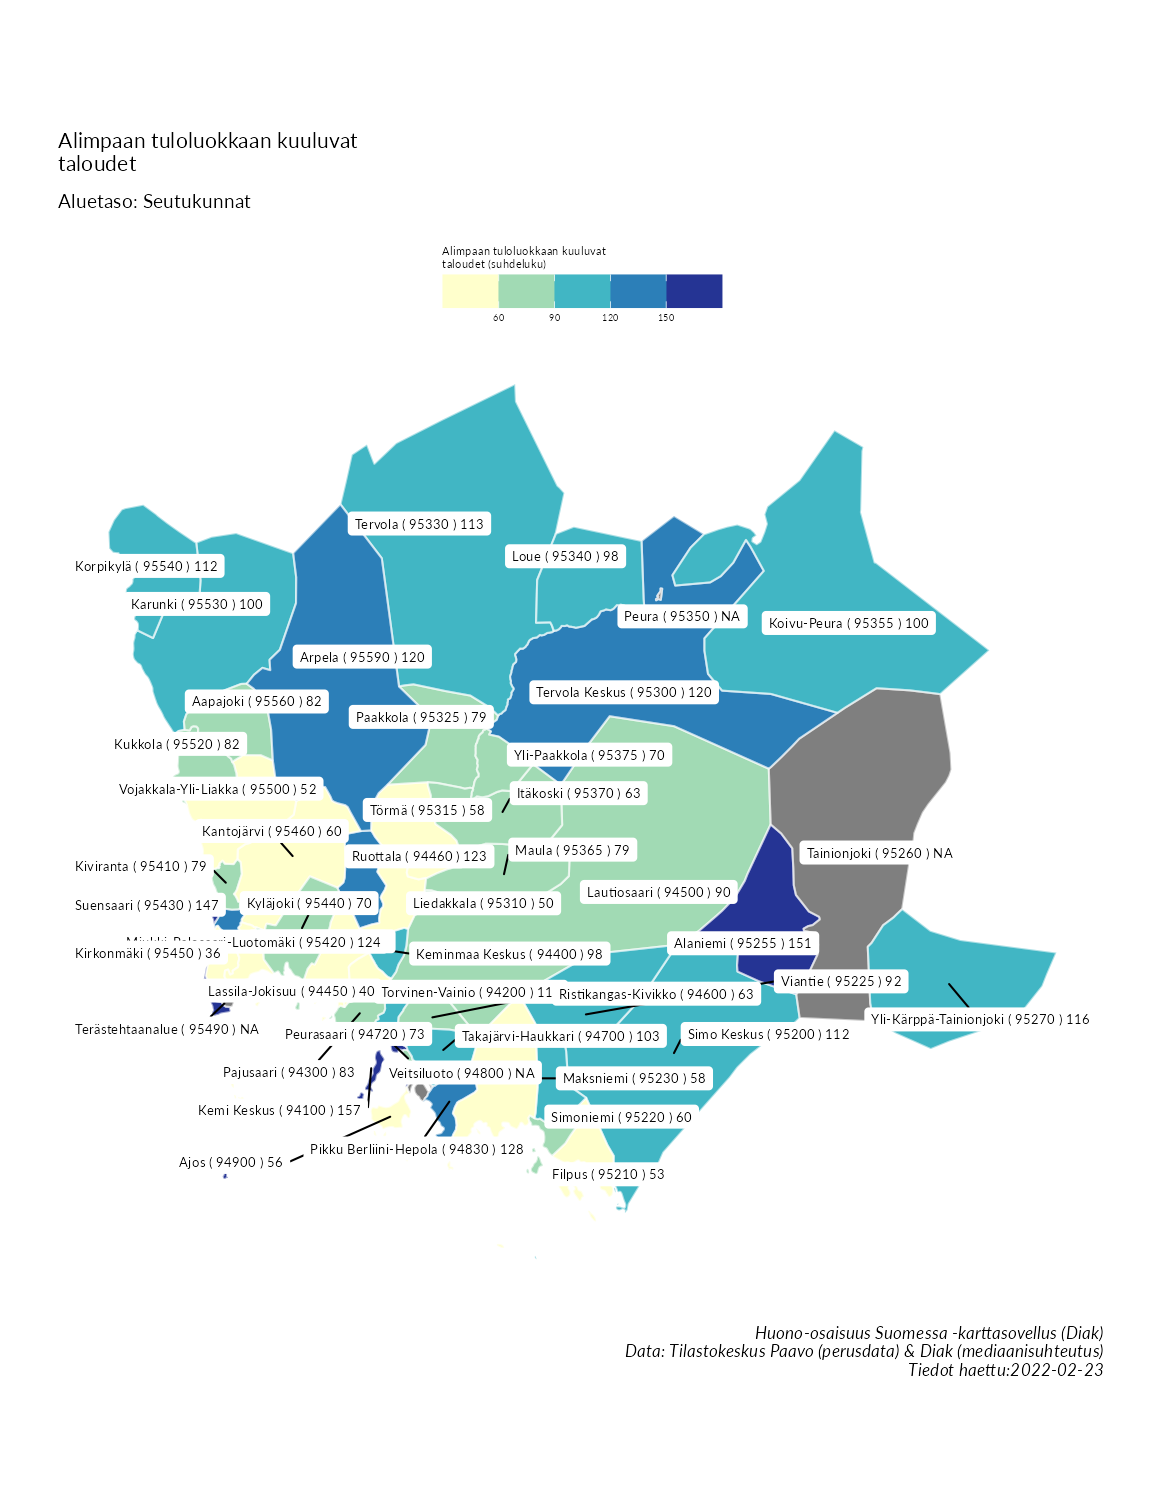 Alimpaan tuloluokkaan kuuluvat
taloudet
Aluetaso: Seutukunnat
Alimpaan tuloluokkaan kuuluvat
taloudet (suhdeluku)
60 90 120 150
Tervola ( 95330 ) 113
Loue ( 95340 ) 98
Korpikylä ( 95540 ) 112
Karunki ( 95530 ) 100
Peura ( 95350 ) NA
Koivu-Peura ( 95355 ) 100
Arpela ( 95590 ) 120
Tervola Keskus ( 95300 ) 120
Aapajoki ( 95560 ) 82
Paakkola ( 95325 ) 79
Kukkola ( 95520 ) 82
Yli-Paakkola ( 95375 ) 70
Vojakkala-Yli-Liakka ( 95500 ) 52
Itäkoski ( 95370 ) 63
Törmä ( 95315 ) 58
Kantojärvi ( 95460 ) 60
Ruottala ( 94460 ) 123
Maula ( 95365 ) 79
Tainionjoki ( 95260 ) NA
Kiviranta ( 95410 ) 79
Lautiosaari ( 94500 ) 90
Suensaari ( 95430 ) 147
Kyläjoki ( 95440 ) 70
Liedakkala ( 95310 ) 50
-Luotomäki ( 95420 ) 124
Alaniemi ( 95255 ) 151
Kirkonmäki ( 95450 ) 36
Keminmaa Keskus ( 94400 ) 98
Viantie ( 95225 ) 92
Lassila-Jokisuu ( 94450 ) 40
Torvinen-Vainio ( 94200 ) 11
Ristikangas-Kivikko ( 94600 ) 63
Yli-Kärppä-Tainionjoki ( 95270 ) 116
Terästehtaanalue ( 95490 ) NA
Peurasaari ( 94720 ) 73
Takajärvi-Haukkari ( 94700 ) 103
Simo Keskus ( 95200 ) 112
Pajusaari ( 94300 ) 83
Veitsiluoto ( 94800 ) NA
Maksniemi ( 95230 ) 58
Kemi Keskus ( 94100 ) 157
Simoniemi ( 95220 ) 60
Pikku Berliini-Hepola ( 94830 ) 128
Ajos ( 94900 ) 56
Filpus ( 95210 ) 53
Huono-osaisuus Suomessa -karttasovellus (Diak)
Data: Tilastokeskus Paavo (perusdata) & Diak (mediaanisuhteutus)
Tiedot haettu:2022-02-23